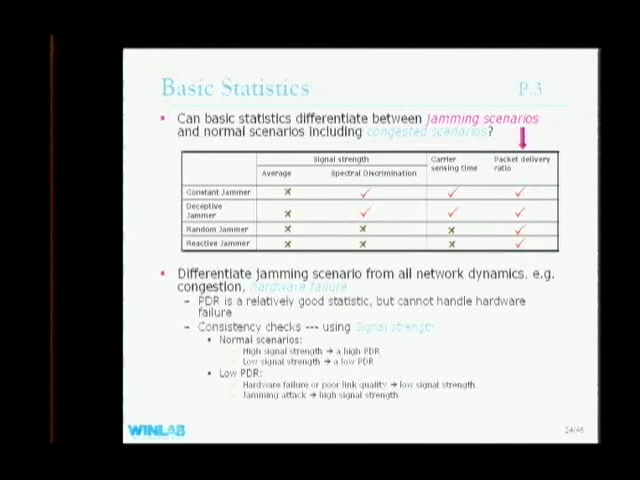 Basic Statistics P.3
Can basic statistics differentiate between jamming scenarios
and normal scenarios including congested scenarios?
Signal strength
Carrier
sensing time
Packet delivery
ratio
Average
Spectral Discrimination
Constant Jammer
Deceptive
Jammer
Random Jammer
Reactive Jammer
Differentiate jamming scenario from all network dynamics, e.g.
congestion, hardware failure
– PDR is a relatively good statistic, but cannot handle hardware
failure
– Consistency checks --- using Signal strength
• Normal scenarios:
– High signal strength → a high PDR
– Low signal strength → a low PDR
• Low PDR:
– Hardware failure or poor link quality → low signal strength
– Jamming attack → high signal strength
WINLAB
24/46